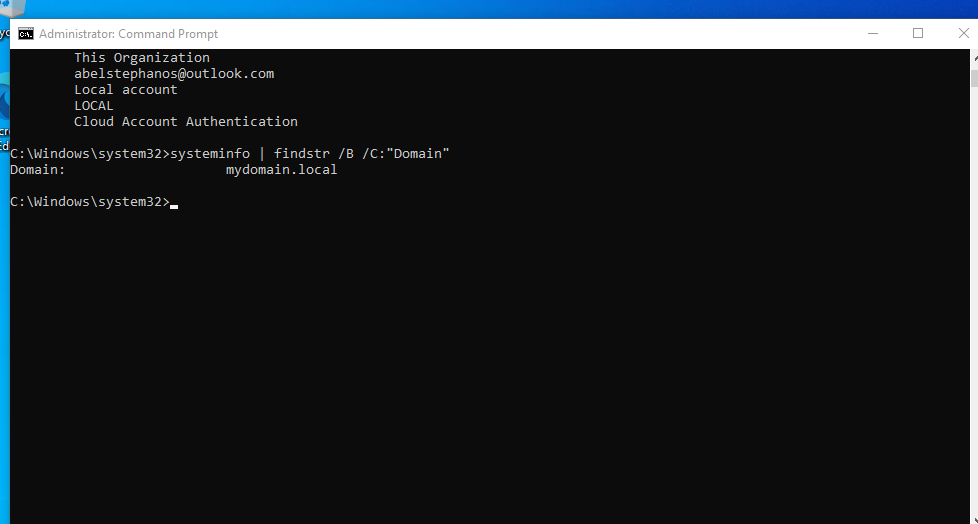 Administrator: Command Prompt
This Organization
abelstephanos@outlook.com
Local account
LOCAL
Cloud Account Authentication
C:\Windows\system32>systeminfo | findstr /B /C:"Domain"
Domain: mydomain.local
C:\Windows\system32>